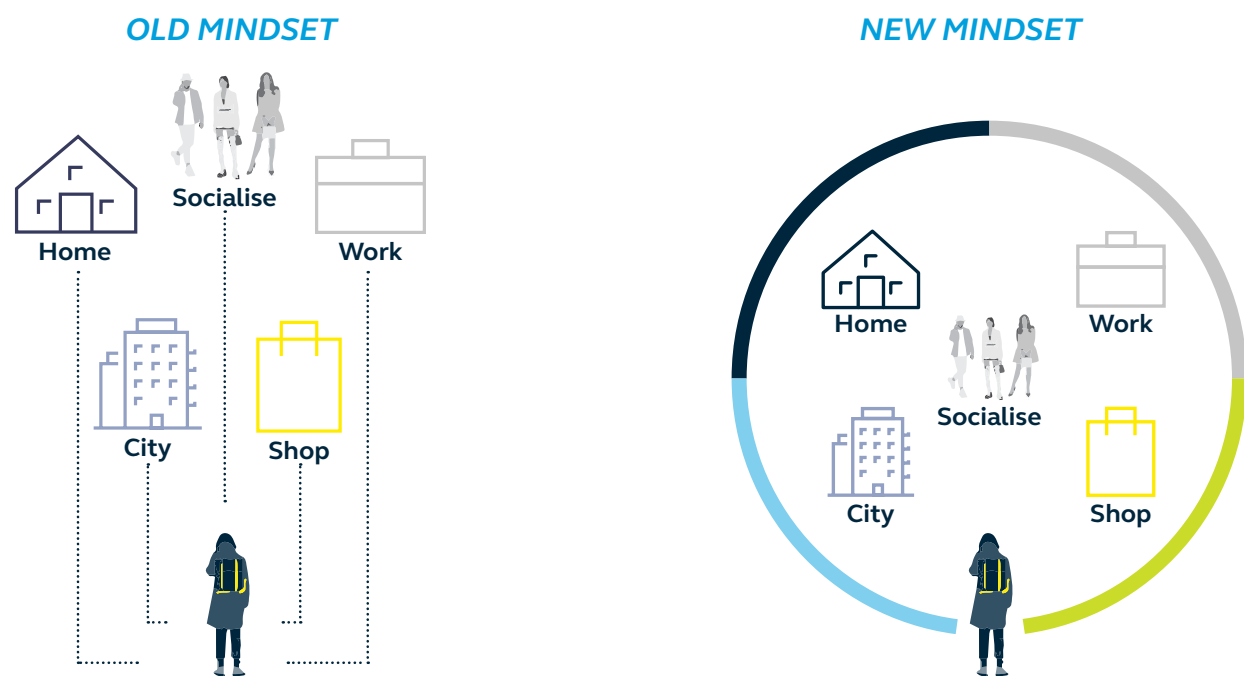 OLD MINDSET
Socialise
Home
Work
City
Shop
NEW MINDSET
Home
Work
Socialise
City
Shop